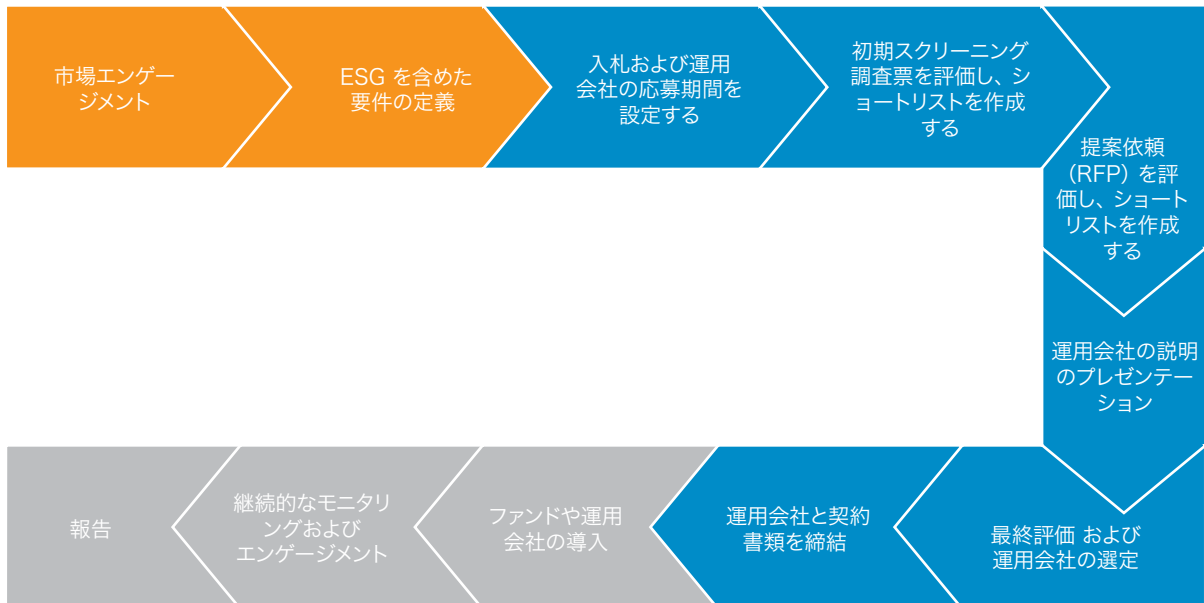 市場エンゲー
ジメント
ESG を含めた
要件の定義
入札および運用
会社の応募期間を
設定する
初期スクリーニング
調査票を評価し、ショ
ートリストを作成
する
提案依頼
（RFP）を評
価し、ショート
リストを作成
する
運用会社の説明
のプレゼンテー
ション
最終評価 および
運用会社の選定
運用会社と契約
書類を締結
ファンドや運用
会社の導入
継続的なモニタリ
ングおよび
エンゲージメント
報告